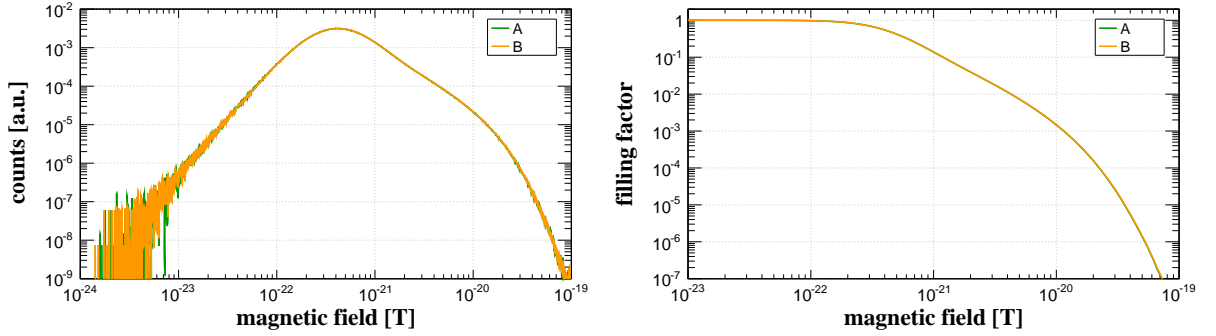 counts [a.u.]
10^-2
10^-3
10^-4
10^-5
10^-6
10^-7
10^-8
10^-9
10^-24 10^-23 10^-22 10^-21 10^-20 10^-19
magnetic field [T]
A
B
filling factor
1
10^-1
10^-2
10^-3
10^-4
10^-5
10^-6
10^-7
10^-23 10^-22 10^-21 10^-20 10^-19
magnetic field [T]
A
B